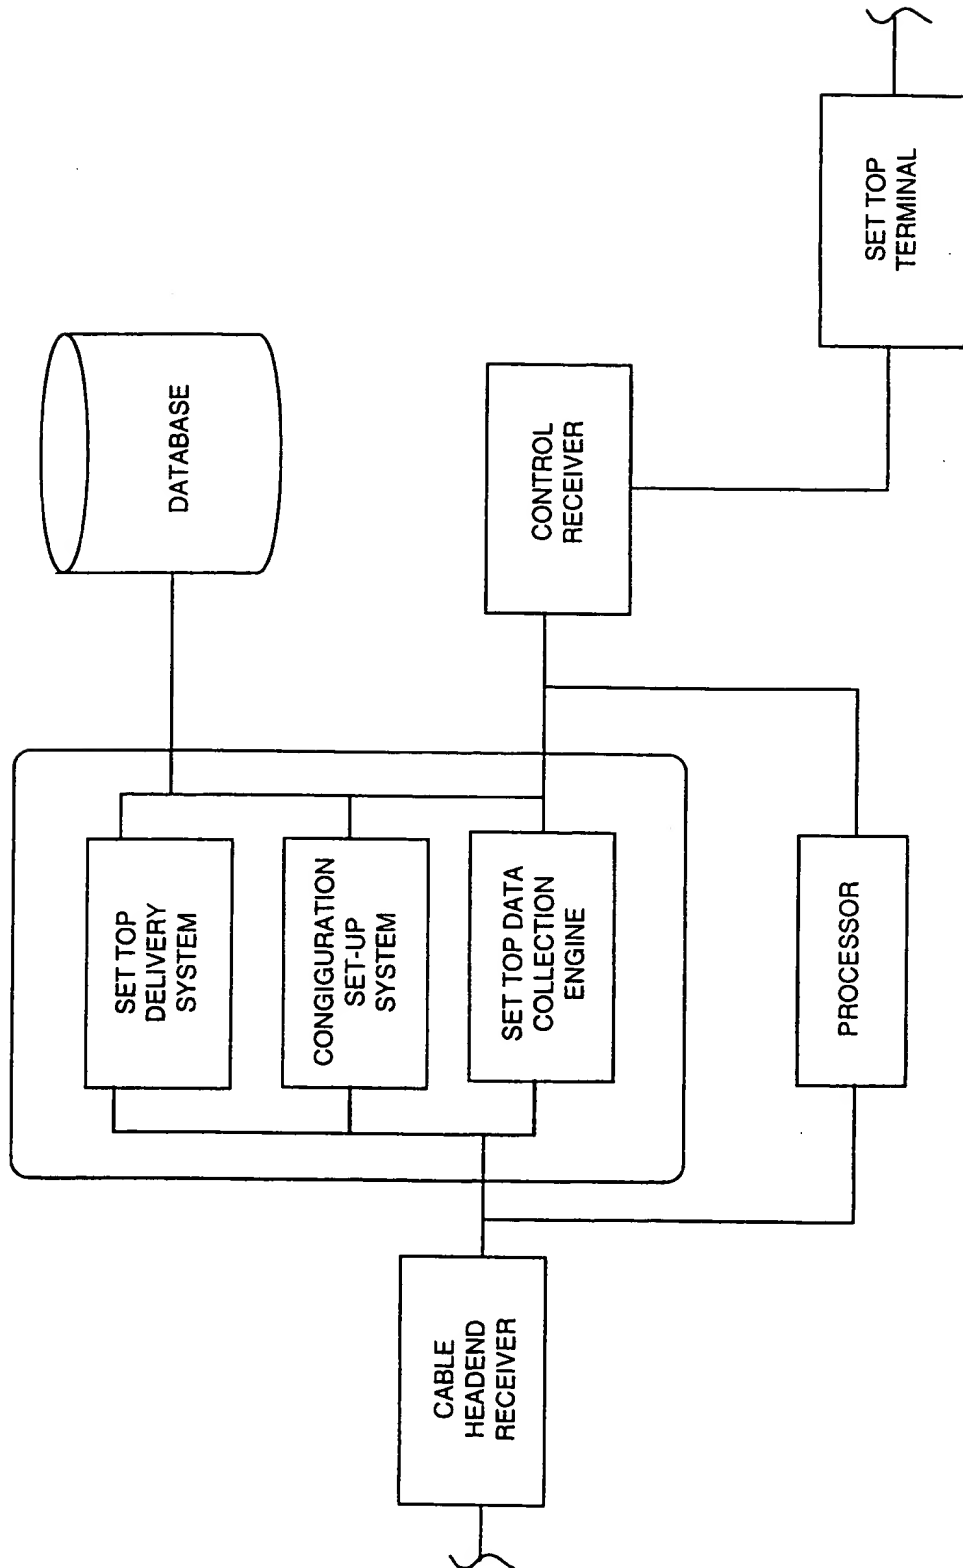 CABLE
HEADEND
RECEIVER
SET TOP
DELIVERY
SYSTEM
CONGIGURATION
SET-UP
SYSTEM
SET TOP DATA
COLLECTION
ENGINE
PROCESSOR
DATABASE
CONTROL
RECEIVER
SET TOP
TERMINAL